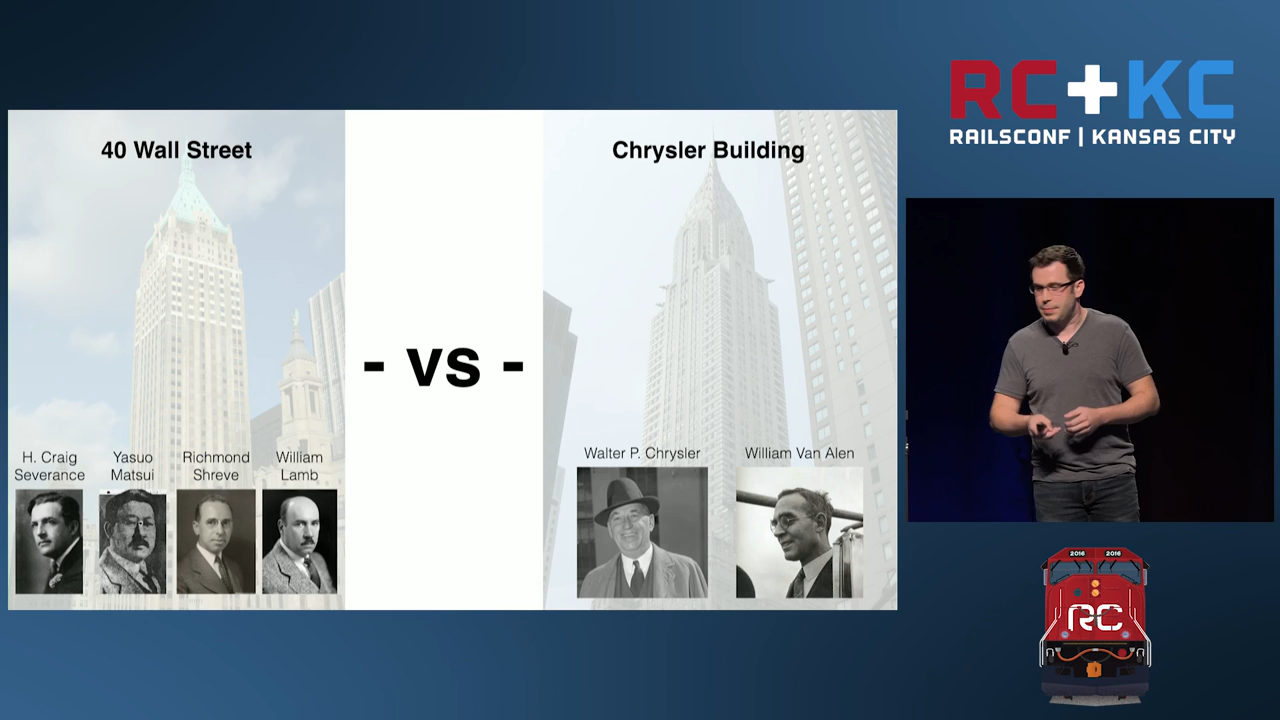 40 Wall Street
Chrysler Building
- vs -
H. Craig
Severance
Yasuo
Matsui
Richmond
Shreve
William
Lamb
Walter P. Chrysler
William Van Alen
RC+KC
RAILSCONF | KANSAS CITY
2016
2016
RC